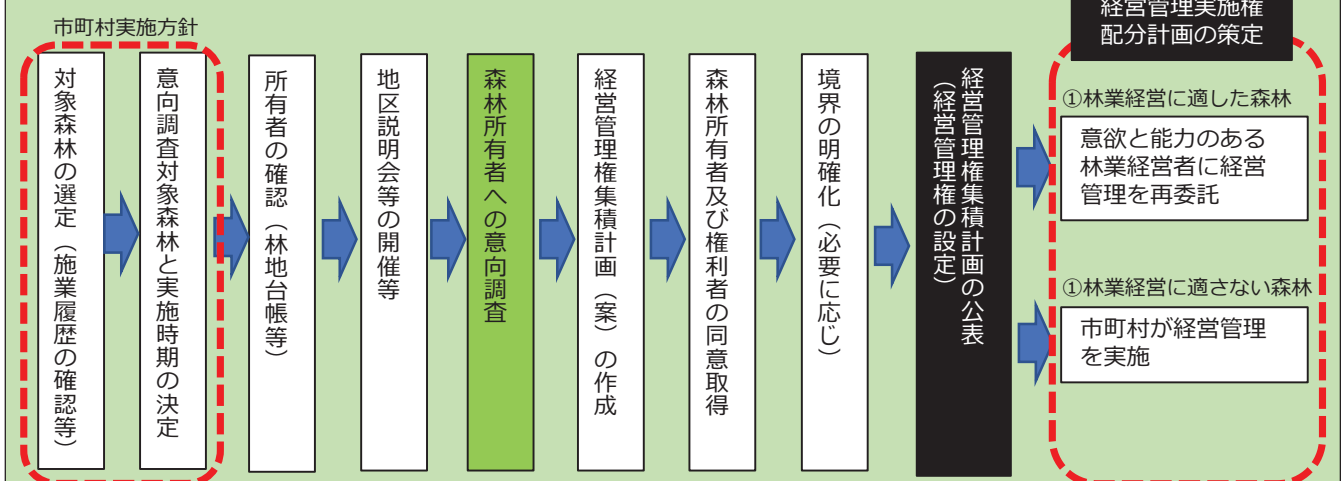 市町村実施方針
対象森林の選定（施業履歴の確認等）
意向調査対象森林と実施時期の決定
所有者の確認（林地台帳等）
地区説明会等の開催等
森林所有者への意向調査
経営管理権集積計画（案）の作成
森林所有者及び権利者の同意取得
境界の明確化（必要に応じ）
経営管理権集積計画の公表
（経営管理権の設定）
経営管理実施権
配分計画の策定
①林業経営に適した森林
意欲と能力のある
林業経営者に経営
管理を再委託
①林業経営に適さない森林
市町村が経営管理
を実施